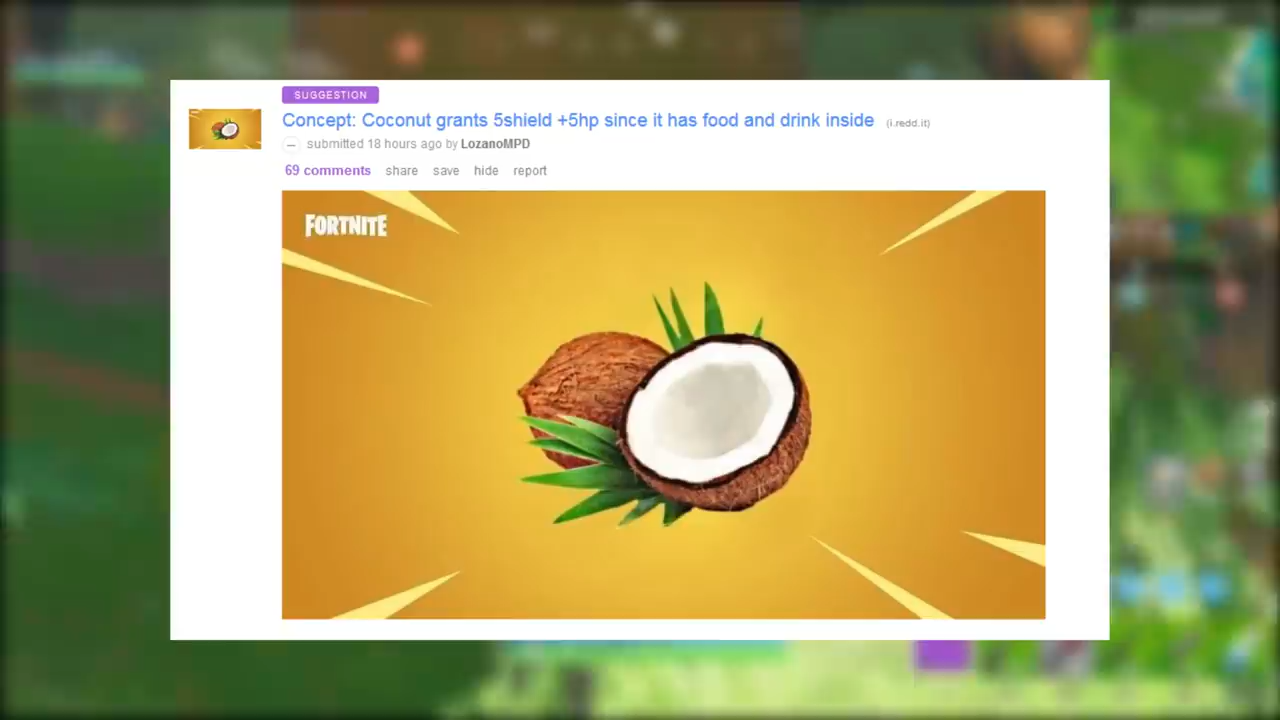 SUGGESTION
Concept: Coconut grants 5shield +5hp since it has food and drink inside (i.redd.it)
submitted 18 hours ago by LozanoMPD
69 comments share save hide report
FORTNITE